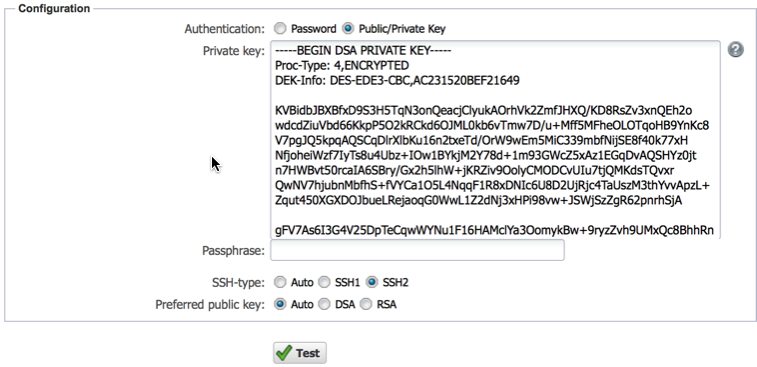 Configuration
Authentication: Password Public/Private Key
Private key: -----BEGIN DSA PRIVATE KEY-----
Proc-Type: 4,ENCRYPTED
DEK-Info: DES-EDE3-CBC,AC231520BEF21649
KVBidbJBXBfxD9S3H5TqN3onQeacjClyukAOrhVk2ZmfJHXQ/KD8RsZv3xnQEh2o
wdcdZiuVbd66KkpP5O2kRCkd6OJML0kb6vTmw7D/u+Mff5MFheOLOTqoHB9YnKc8
V7pgJQ5kpqAQSCqDlrXlbKu16n2txeTd/OrW9wEm5MiC339mbfNijSE8f40k77xH
NfjoheiWzf7IyTs8u4Ubz+IOw1BYkjM2Y78d+1m93GWcZ5xAz1EGqDvAQSHYz0jt
n7HWBvt50rcaIA6SBry/Gx2h5lhW+jKRZiv9OolyCMODCvUIu7tjQMKdsTQvxr
QwNV7hjubnMbfhS+fVYCa1O5L4NqqF1R8xDNIc6U8D2UjRjc4TaUszM3thYvvApzL+
Zqut450XGXDOJbueLRejaoqG0WwL1Z2dNj3xHPi98vw+JSWjSzZgR62pnrhSjA
gFV7As6I3G4V25DpTeCqwWYNu1F16HAMclYa3OomykBw+9ryzZvh9UMxQc8BhhRn
Passphrase:
SSH-type: Auto SSH1 SSH2
Preferred public key: Auto DSA RSA
Test